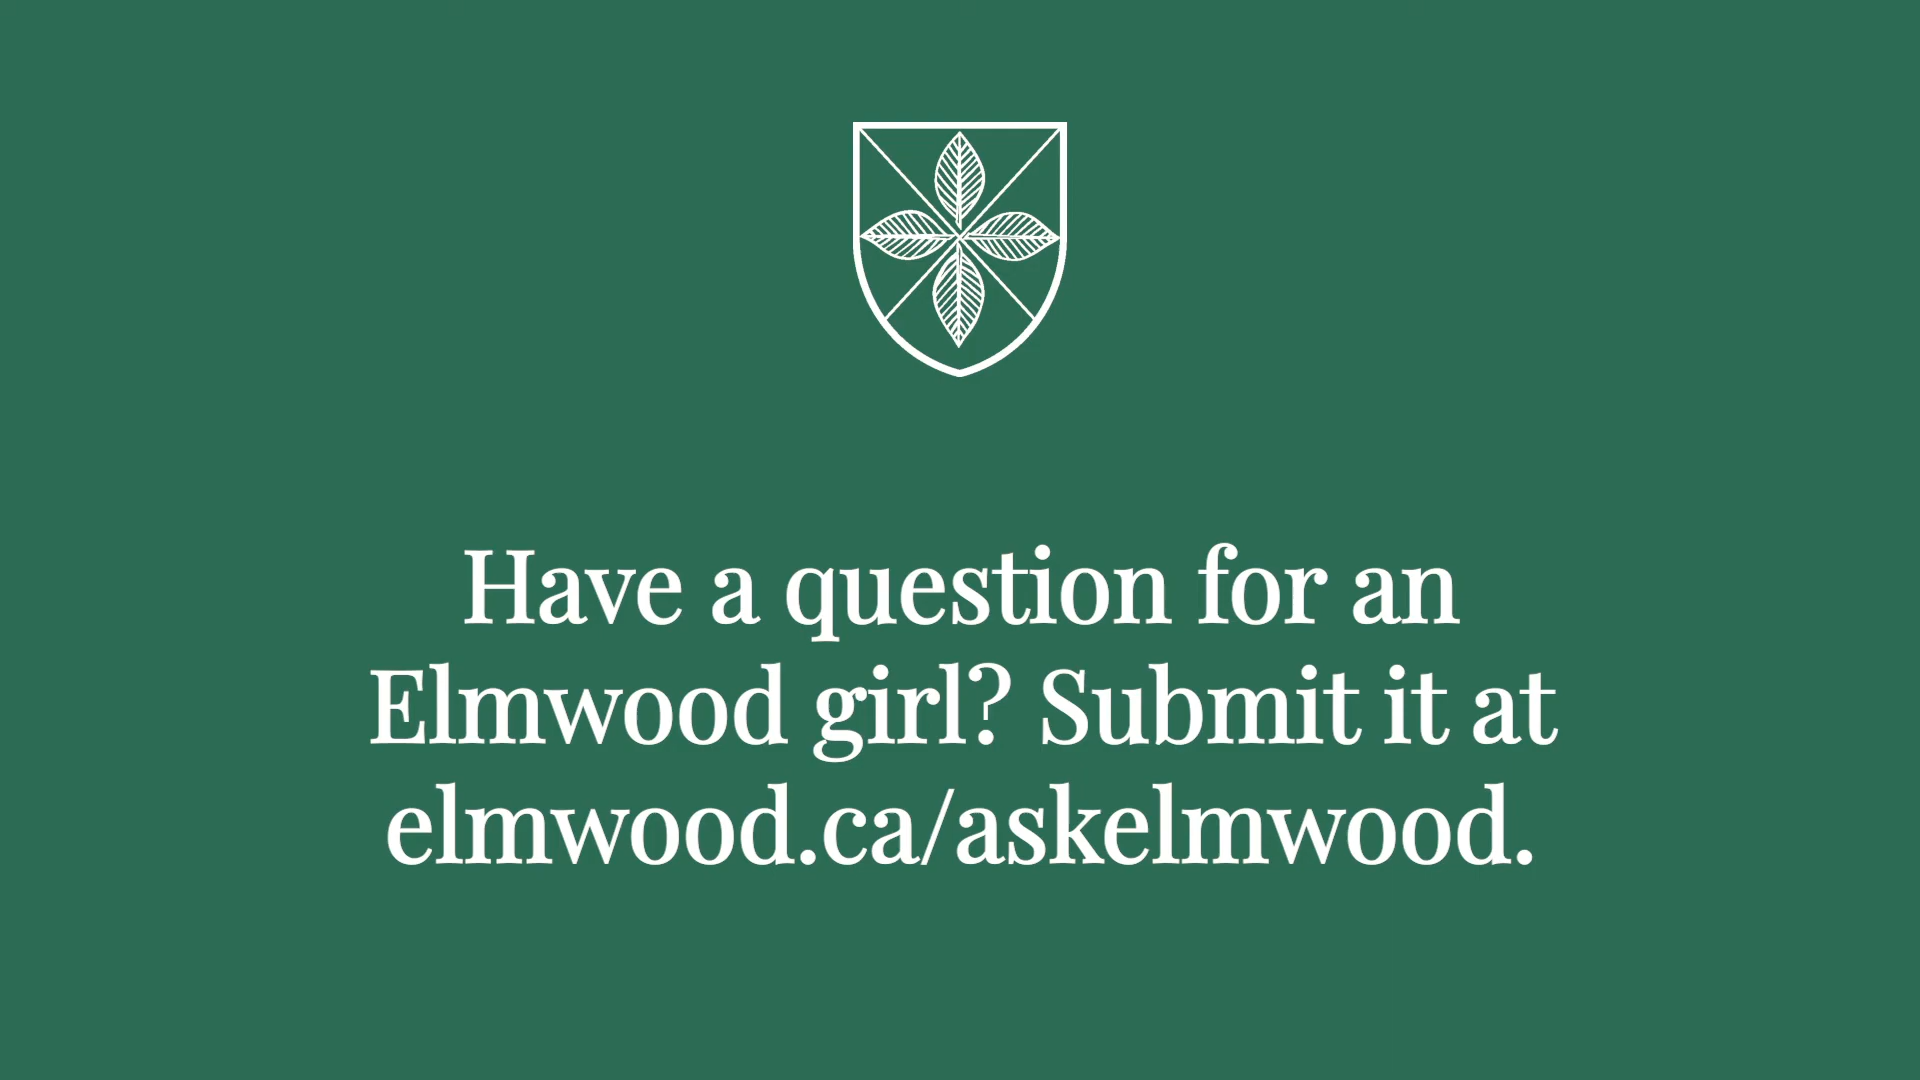 Have a question for an
Elmwood girl? Submit it at
elmwood.ca/askelmwood.